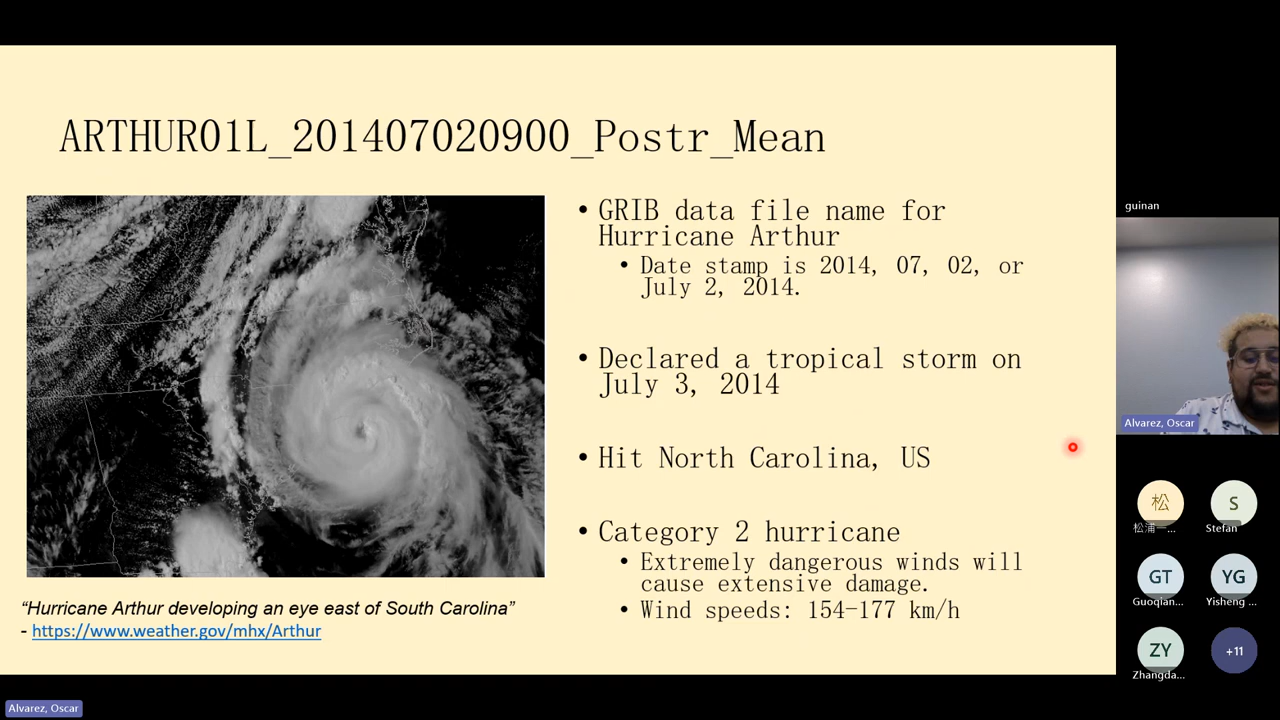 ARTHUR01L_201407020900_Postr_Mean
• GRIB data file name for
Hurricane Arthur
• Date stamp is 2014, 07, 02, or
July 2, 2014.
• Declared a tropical storm on
July 3, 2014
• Hit North Carolina, US
• Category 2 hurricane
• Extremely dangerous winds will
cause extensive damage.
• Wind speeds: 154-177 km/h
“Hurricane Arthur developing an eye east of South Carolina”
- https://www.weather.gov/mhx/Arthur
guinan
Alvarez, Oscar
松
松浦一...
S
Stefan
GT
Guoqian...
YG
Yisheng ...
ZY
Zhangda...
+11
Alvarez, Oscar